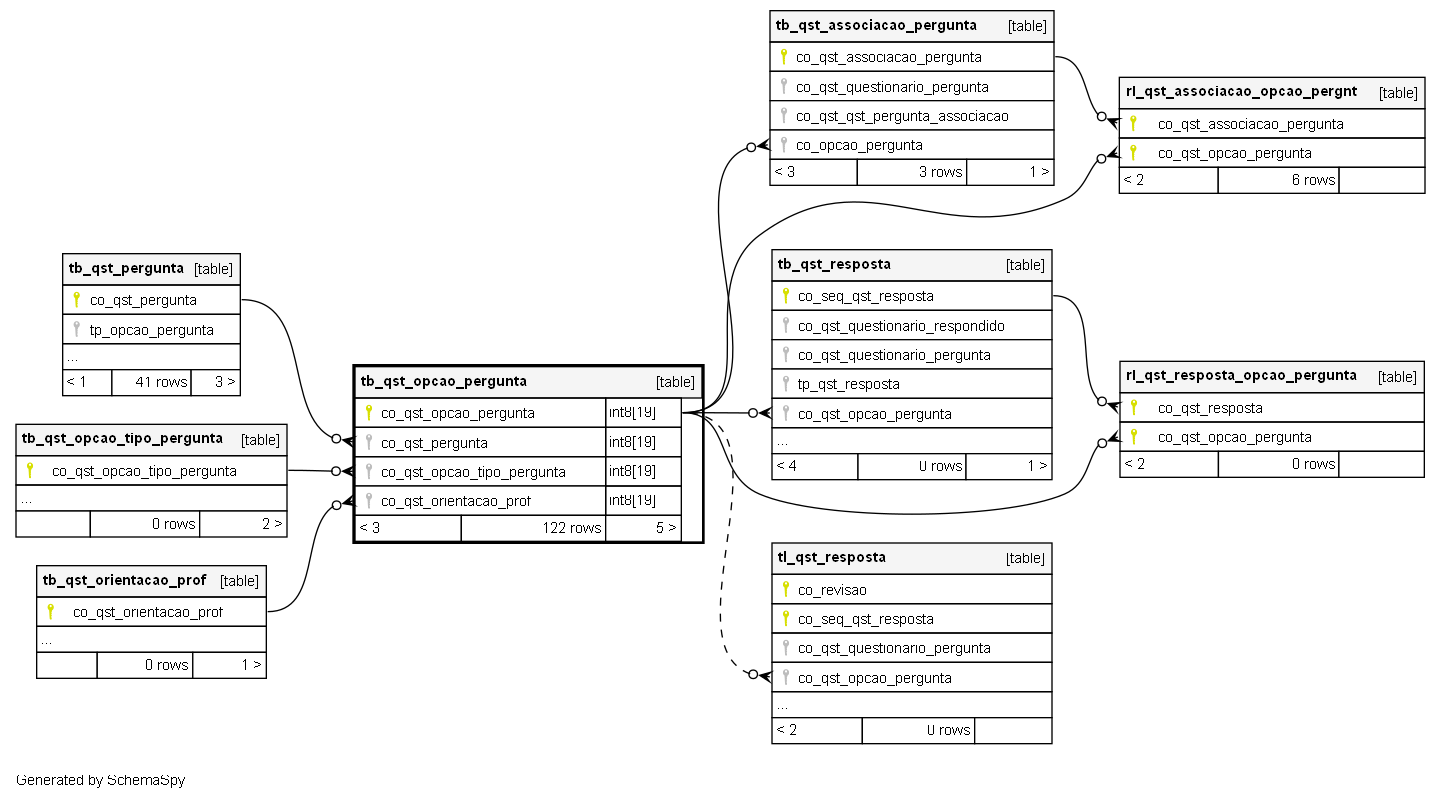 tb_qst_associacao_pergunta [table]
co_qst_associacao_pergunta
co_qst_questionario_pergunta
co_qst_qst_pergunta_associacao
co_opcao_pergunta
< 3 3 rows 1 >
rl_qst_associacao_opcao_pergnt [table]
co_qst_associacao_pergunta
co_qst_opcao_pergunta
< 2 6 rows
tb_qst_pergunta [table]
co_qst_pergunta
tp_opcao_pergunta
...
< 1 41 rows 3 >
tb_qst_resposta [table]
co_seq_qst_resposta
co_qst_questionario_respondido
co_qst_questionario_pergunta
tp_qst_resposta
co_qst_opcao_pergunta
...
< 4 0 rows 1 >
rl_qst_resposta_opcao_pergunta [table]
co_qst_resposta
co_qst_opcao_pergunta
< 2 0 rows
tb_qst_opcao_pergunta [table]
co_qst_opcao_pergunta int8[19]
co_qst_pergunta int8[19]
co_qst_opcao_tipo_pergunta int8[19]
co_qst_orientacao_prof int8[19]
< 3 122 rows 5 >
tb_qst_opcao_tipo_pergunta [table]
co_qst_opcao_tipo_pergunta
...
0 rows 2 >
tb_qst_orientacao_prof [table]
co_qst_orientacao_prof
...
0 rows 1 >
tl_qst_resposta [table]
co_revisao
co_seq_qst_resposta
co_qst_questionario_pergunta
co_qst_opcao_pergunta
...
< 2 0 rows
Generated by SchemaSpy